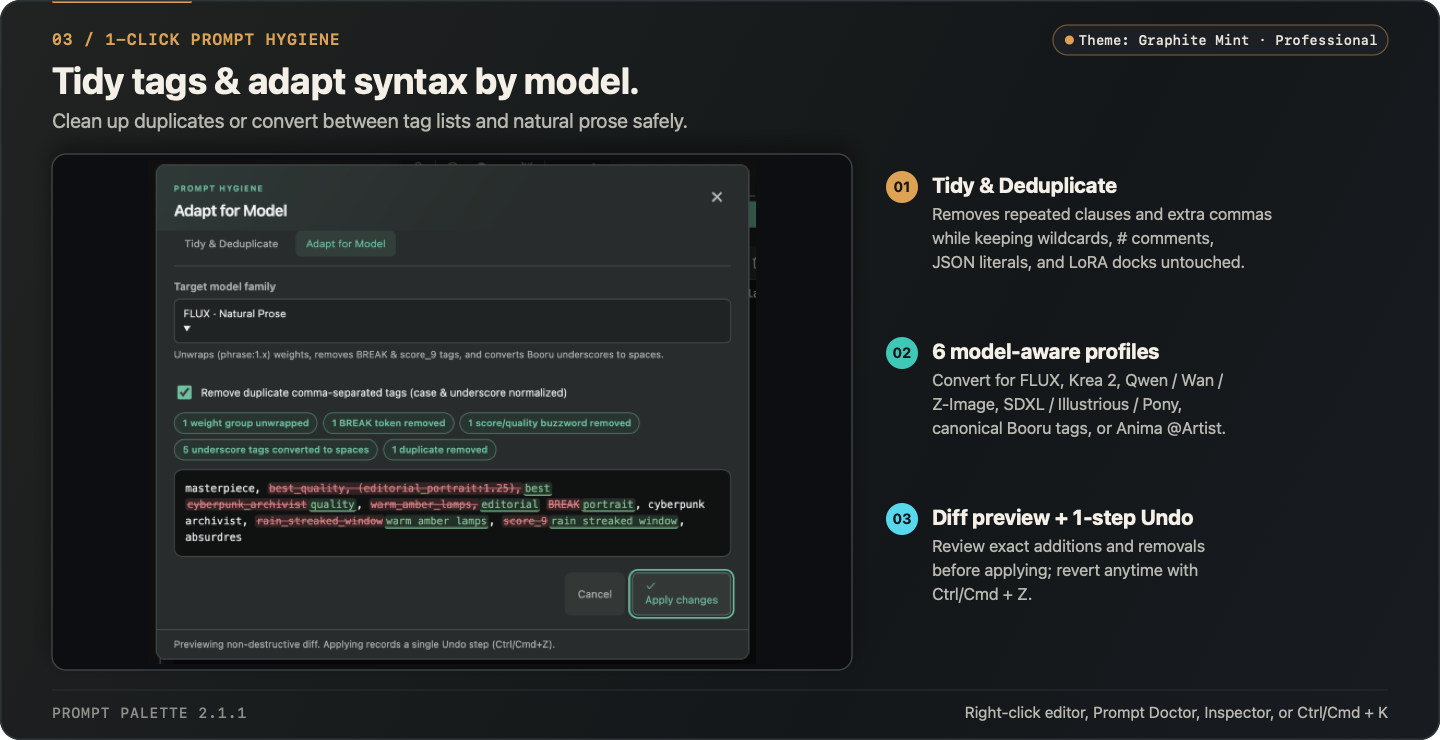 03 / 1-CLICK PROMPT HYGIENE
Theme: Graphite Mint · Professional
Tidy tags & adapt syntax by model.
Clean up duplicates or convert between tag lists and natural prose safely.
PROMPT HYGIENE
Adapt for Model
Tidy & Deduplicate
Adapt for Model
Target model family
FLUX - Natural Prose
Unwraps (phrase:1.x) weights, removes BREAK & score_9 tags, and converts Booru underscores to spaces.
Remove duplicate comma-separated tags (case & underscore normalized)
1 weight group unwrapped
1 BREAK token removed
1 score/quality buzzword removed
5 underscore tags converted to spaces
1 duplicate removed
masterpiece, best_quality, (editorial_portrait:1.25), best
cyberpunk_archivist quality, warm_amber_lamps, editorial BREAK portrait, cyberpunk
archivist, rain_streaked_window warm amber lamps, score_9 rain streaked window,
absurdres
Cancel
Apply changes
Previewing non-destructive diff. Applying records a single Undo step (Ctrl/Cmd+Z).
01
Tidy & Deduplicate
Removes repeated clauses and extra commas
while keeping wildcards, # comments,
JSON literals, and LoRA docks untouched.
02
6 model-aware profiles
Convert for FLUX, Krea 2, Qwen / Wan /
Z-Image, SDXL / Illustrious / Pony,
canonical Booru tags, or Anima @Artist.
03
Diff preview + 1-step Undo
Review exact additions and removals
before applying; revert anytime with
Ctrl/Cmd + Z.
PROMPT PALETTE 2.1.1
Right-click editor, Prompt Doctor, Inspector, or Ctrl/Cmd + K